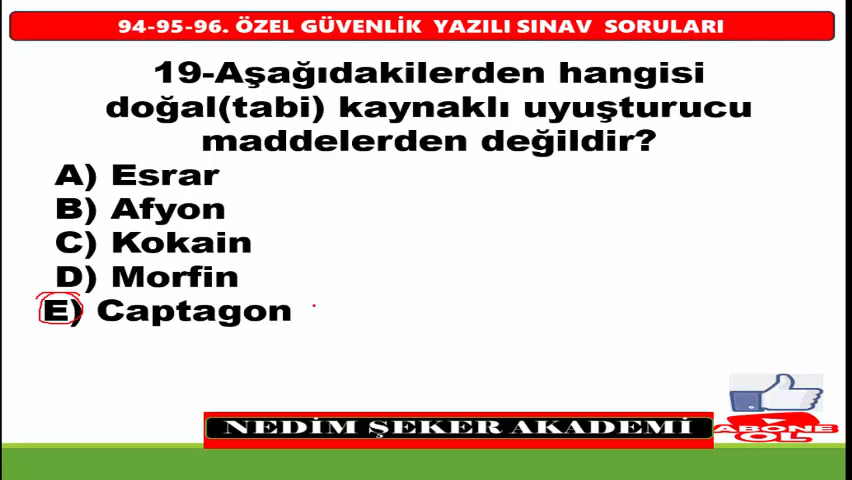 94-95-96. ÖZEL GÜVENLİK YAZILI SINAV SORULARI
19-Aşağıdakilerden hangisi
doğal(tabi) kaynaklı uyuşturucu
maddelerden değildir?
A) Esrar
B) Afyon
C) Kokain
D) Morfin
E) Captagon
NEDİM ŞEKER AKADEMİ
ABONE
OL